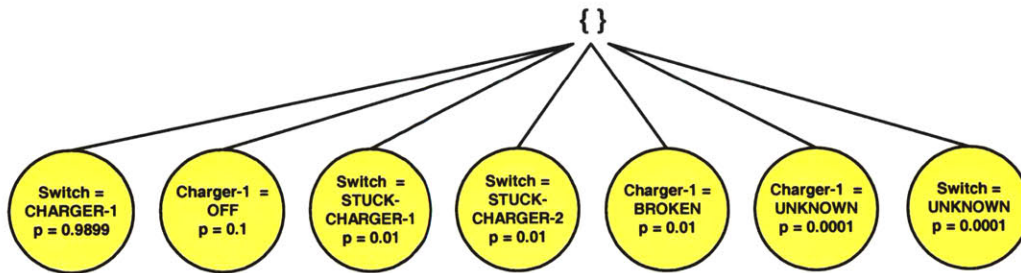 { }
Switch =
CHARGER-1
p = 0.9899
Charger-1 =
OFF
p = 0.1
Switch =
STUCK-
CHARGER-1
p = 0.01
Switch =
STUCK-
CHARGER-2
p = 0.01
Charger-1 =
BROKEN
p = 0.01
Charger-1 =
UNKNOWN
p = 0.0001
Switch =
UNKNOWN
p = 0.0001